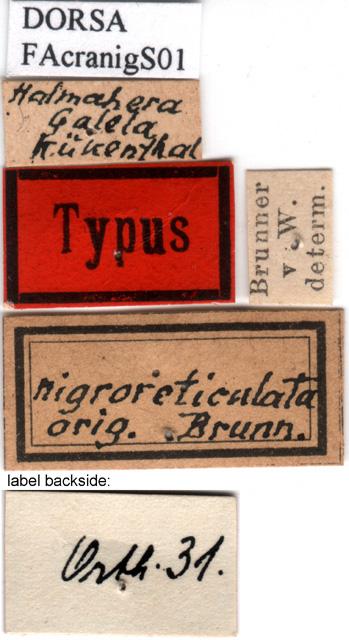 DORSA
FAcranigS01
Halmahera
Galela
Kükenthal
Typus
Brunner
v. W.
determ.
nigroreticulata
orig. Brunn.
label backside:
Orth. 31.